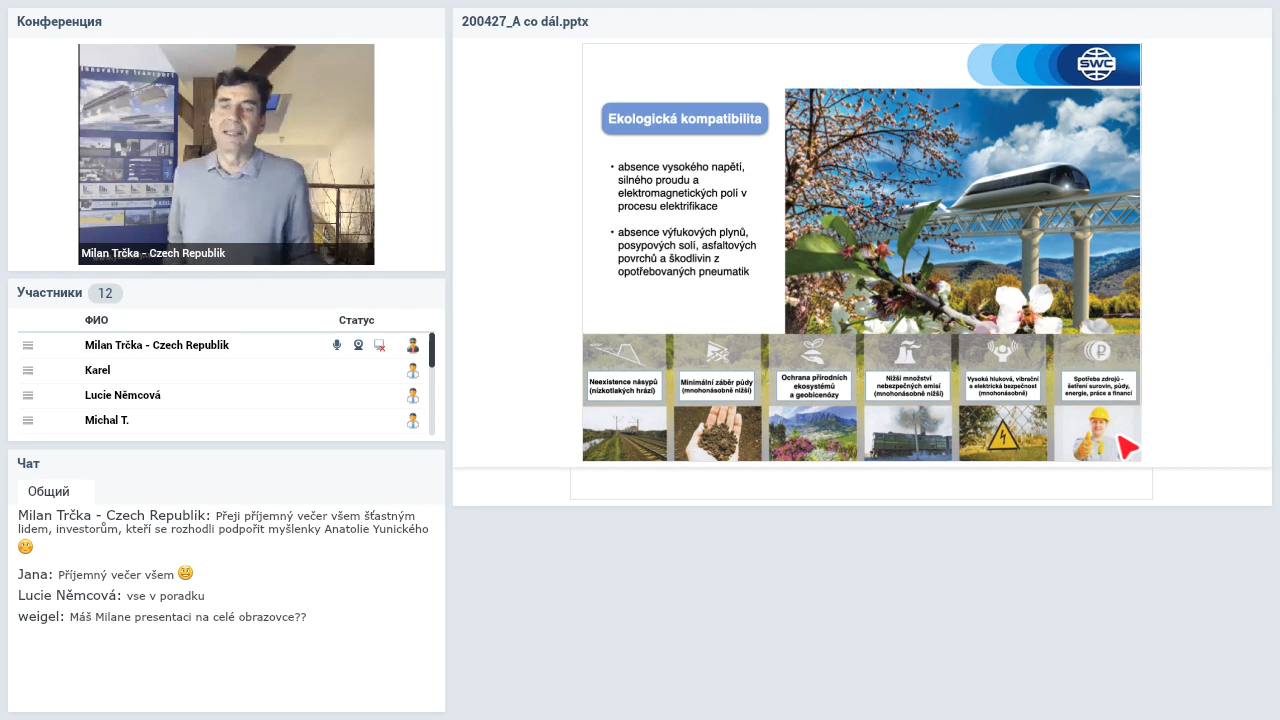 Конференция
Innovative transport
Milan Trčka - Czech Republik
Участники 12
ФИО Статус
Milan Trčka - Czech Republik
Karel
Lucie Němcová
Michal T.
Чат
Общий
Milan Trčka - Czech Republik: Přeji příjemný večer všem šťastným
lidem, investorům, kteří se rozhodli podpořit myšlenky Anatolie Yunického
Jana: Příjemný večer všem
Lucie Němcová: vse v poradku
weigel: Máš Milane presentaci na celé obrazovce??
200427_A co dál.pptx
SWC
Ekologická kompatibilita
• absence vysokého napětí,
silného proudu a
elektromagnetických polí v
procesu elektrifikace
• absence výfukových plynů,
posypových solí, asfaltových
povrchů a škodlivin z
opotřebovaných pneumatik
Neexistence násypů
(nízkotlakých hrází)
Minimální záběr půdy
(mnohonásobně nižší)
Ochrana přírodních
ekosystémů
a geobicenózy
Nižší množství
nebezpečných emisí
(mnohonásobně nižší)
Vysoká hluková, vibrační
a elektrická bezpečnost
(mnohonásobně)
Spotřeba zdrojů -
šetření surovin, půdy,
energie, práce a financí